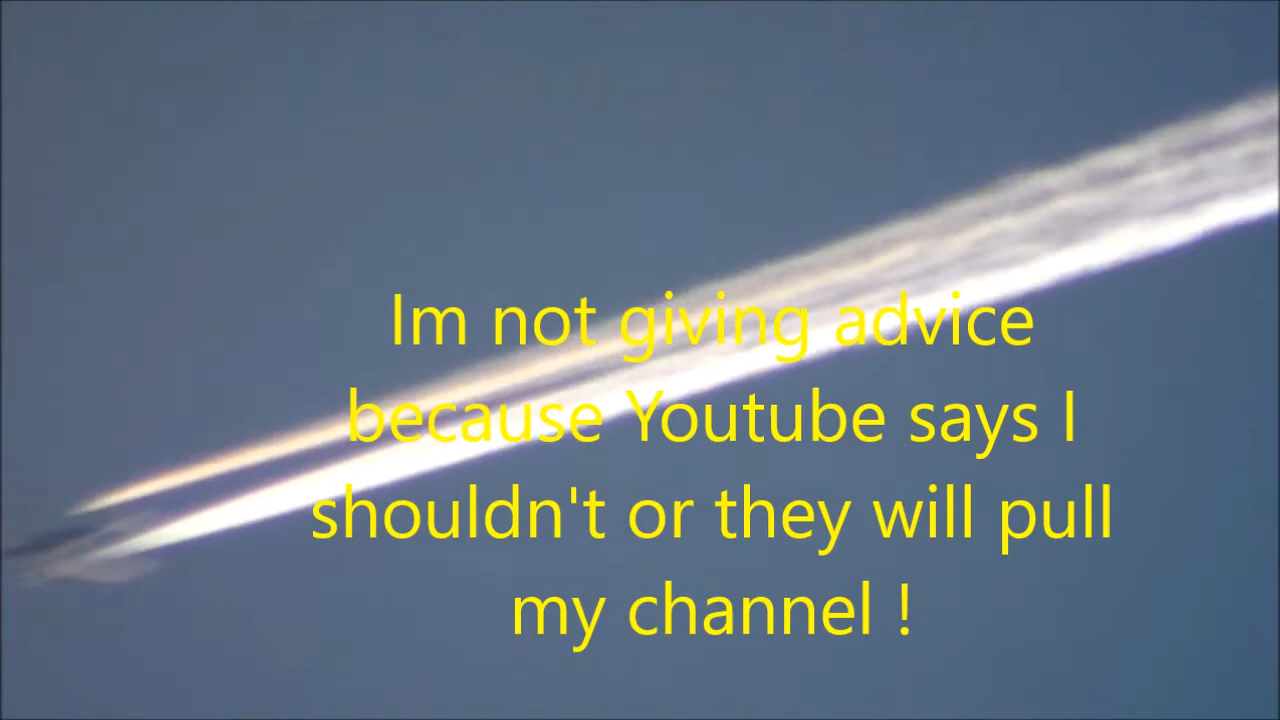 Im not giving advice
because Youtube says I
shouldn't or they will pull
my channel !